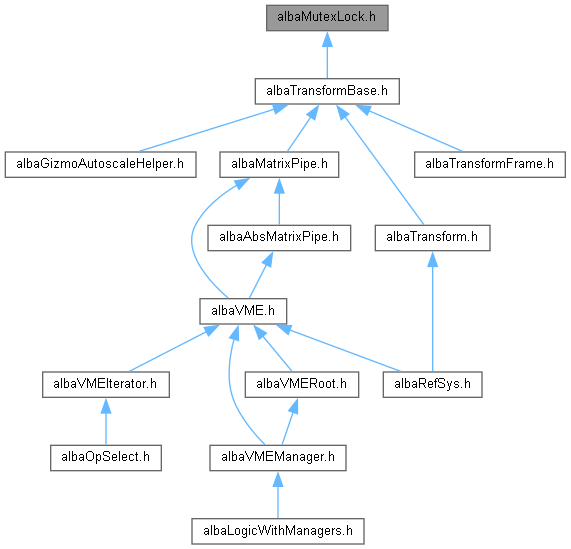 albaMutexLock.h
albaTransformBase.h
albaGizmoAutoscaleHelper.h
albaMatrixPipe.h
albaTransformFrame.h
albaAbsMatrixPipe.h
albaTransform.h
albaVME.h
albaVMEIterator.h
albaVMERoot.h
albaRefSys.h
albaOpSelect.h
albaVMEManager.h
albaLogicWithManagers.h